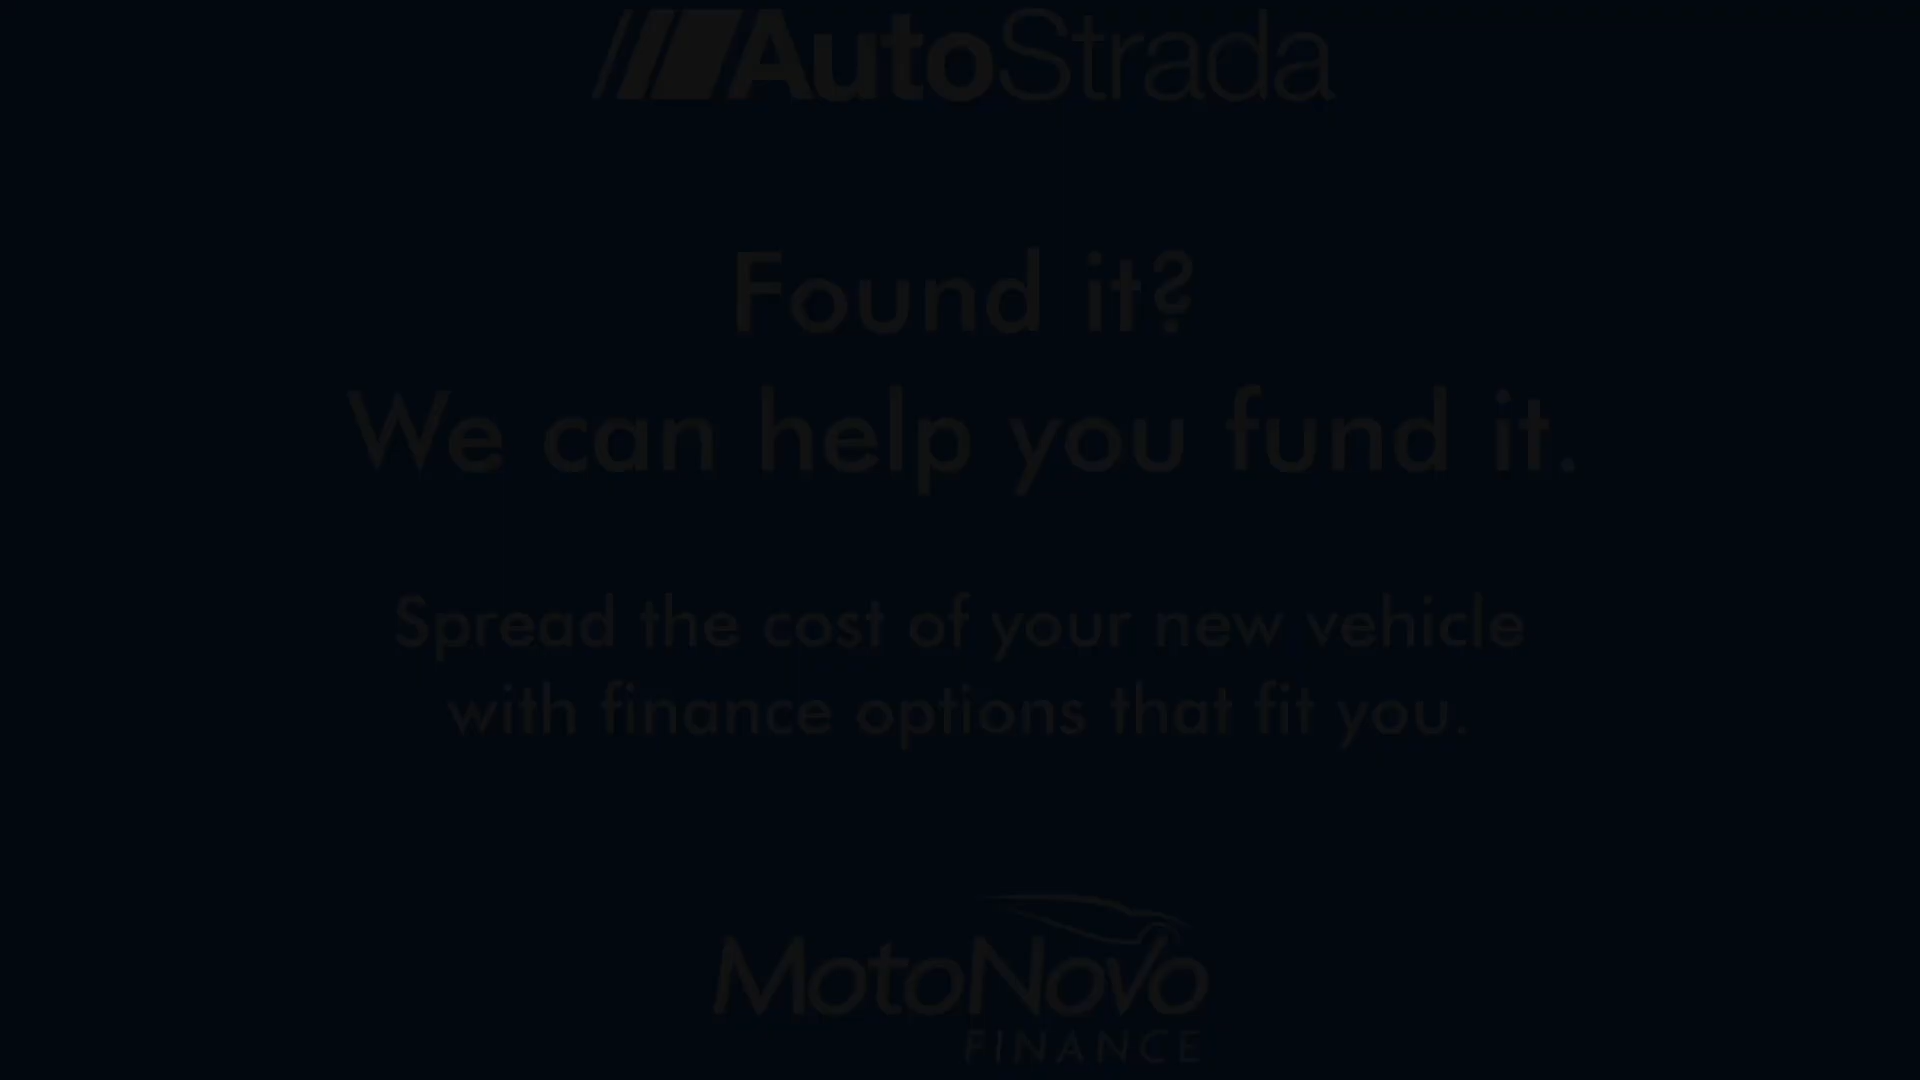 AutoStrada
Found it?
We can help you fund it.
Spread the cost of your new vehicle
with finance options that fit you.
MotoNovo
FINANCE